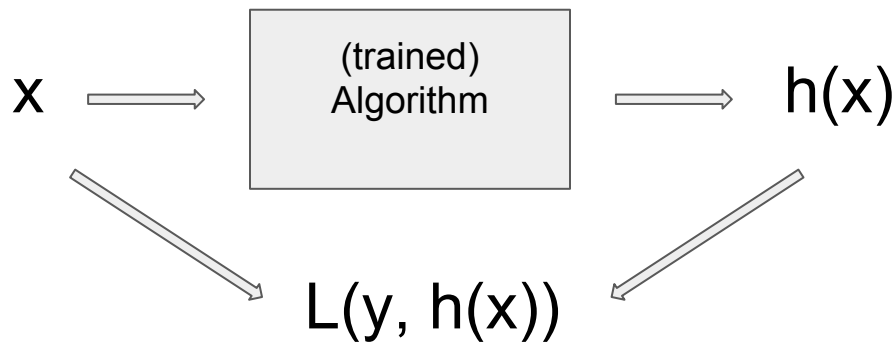 x
(trained)
Algorithm
h(x)
L(y, h(x))